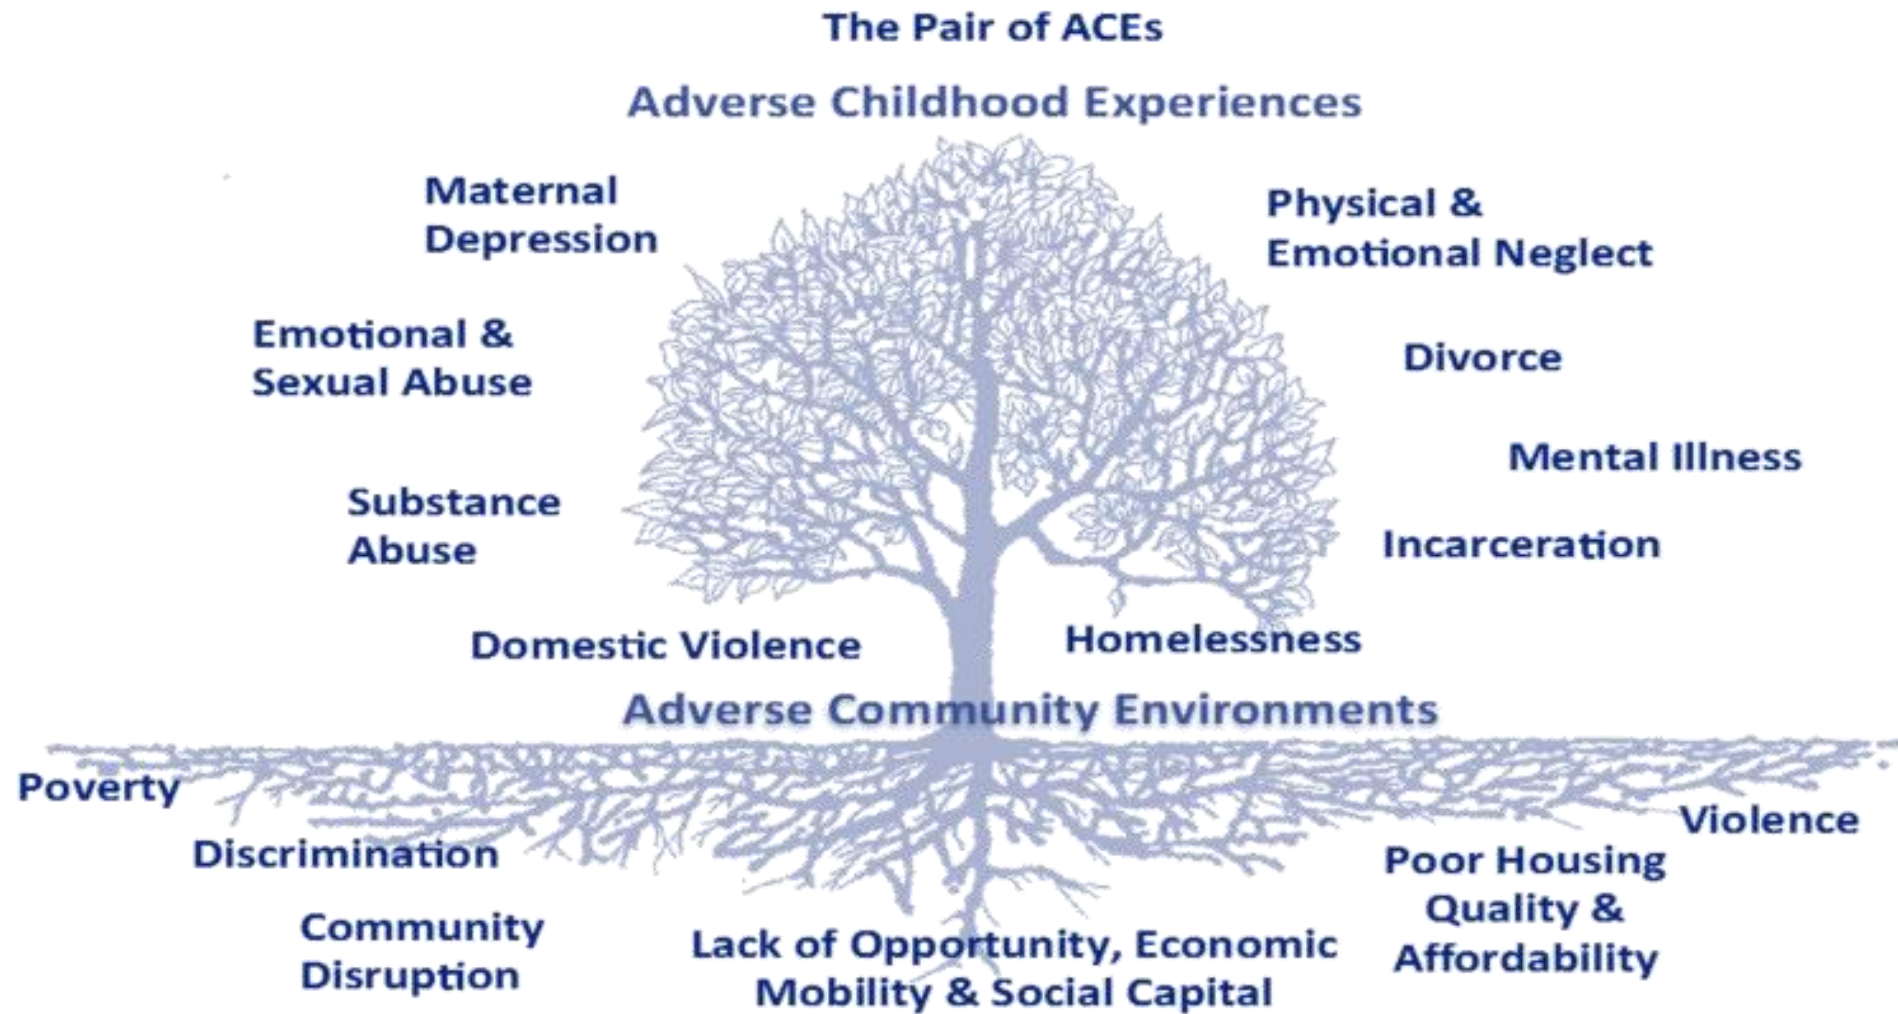 The Pair of ACEs
Adverse Childhood Experiences
Maternal
Depression
Physical &
Emotional Neglect
Emotional &
Sexual Abuse
Divorce
Mental Illness
Substance
Abuse
Incarceration
Domestic Violence
Homelessness
Adverse Community Environments
Poverty
Violence
Discrimination
Poor Housing
Quality &
Affordability
Community
Disruption
Lack of Opportunity, Economic
Mobility & Social Capital